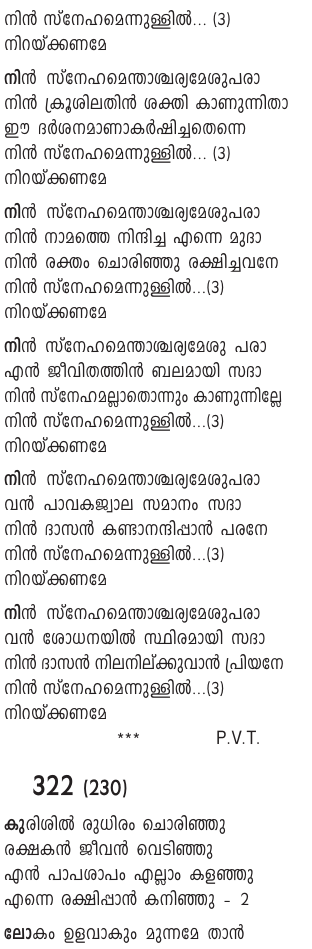 നിൻ സ്നേഹമെന്നുള്ളിൽ... (3)
നിറയ്ക്കണമേ
നിൻ സ്നേഹമെന്താശ്ചര്യമേശുപരാ
നിൻ ക്രൂശിലതിൻ ശക്തി കാണുന്നിതാ
ഈ ദർശനമാണാകർഷിച്ചതെന്നെ
നിൻ സ്നേഹമെന്നുള്ളിൽ... (3)
നിറയ്ക്കണമേ
നിൻ സ്നേഹമെന്താശ്ചര്യമേശുപരാ
നിൻ നാമത്തെ നിന്ദിച്ച എന്നെ മുദാ
നിൻ രക്തം ചൊരിഞ്ഞു രക്ഷിച്ചവനേ
നിൻ സ്നേഹമെന്നുള്ളിൽ...(3)
നിറയ്ക്കണമേ
നിൻ സ്നേഹമെന്താശ്ചര്യമേശു പരാ
എൻ ജീവിതത്തിൻ ബലമായി സദാ
നിൻ സ്നേഹമല്ലാതൊന്നും കാണുന്നില്ലേ
നിൻ സ്നേഹമെന്നുള്ളിൽ...(3)
നിറയ്ക്കണമേ
നിൻ സ്നേഹമെന്താശ്ചര്യമേശുപരാ
വൻ പാവകജ്വാല സമാനം സദാ
നിൻ ദാസൻ കണ്ടാനന്ദിപ്പാൻ പരനേ
നിൻ സ്നേഹമെന്നുള്ളിൽ...(3)
നിറയ്ക്കണമേ
നിൻ സ്നേഹമെന്താശ്ചര്യമേശുപരാ
വൻ ശോധനയിൽ സ്ഥിരമായി സദാ
നിൻ ദാസൻ നിലനില്ക്കുവാൻ പ്രിയനേ
നിൻ സ്നേഹമെന്നുള്ളിൽ...(3)
നിറയ്ക്കണമേ
*** P.V.T.
322 (230)
കുരിശിൽ രുധിരം ചൊരിഞ്ഞു
രക്ഷകൻ ജീവൻ വെടിഞ്ഞു
എൻ പാപശാപം എല്ലാം കളഞ്ഞു
എന്നെ രക്ഷിപ്പാൻ കനിഞ്ഞു - 2
ലോകം ഉളവാകും മുന്നമേ താൻ